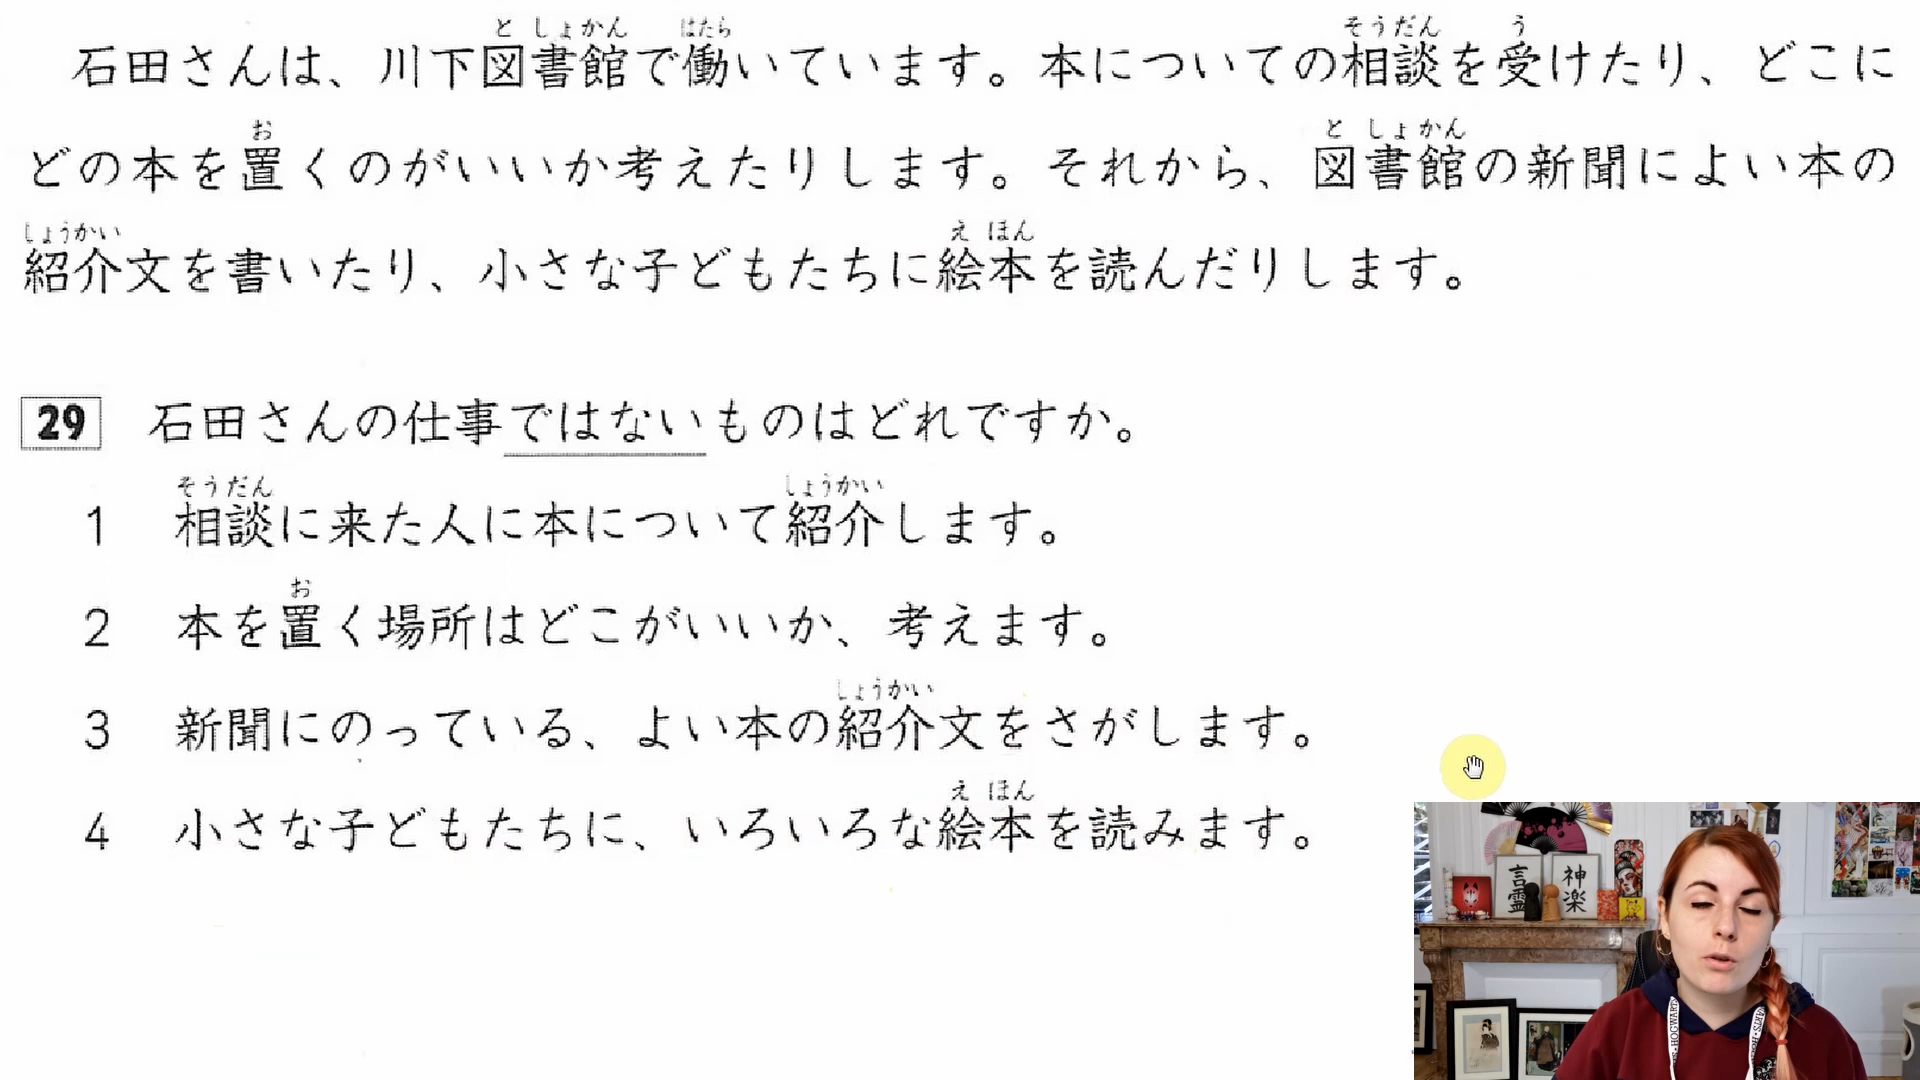 石田さんは、川下図書館で働いています。本についての相談を受けたり、どこに
どの本を置くのがいいか考えたりします。それから、図書館の新聞によい本の
紹介文を書いたり、小さな子どもたちに絵本を読んだりします。
29 石田さんの仕事ではないものはどれですか。
1 相談に来た人に本について紹介します。
2 本を置く場所はどこがいいか、考えます。
3 新聞にのっている、よい本の紹介文をさがします。
4 小さな子どもたちに、いろいろな絵本を読みます。
言霊
神楽
HOGWARTS